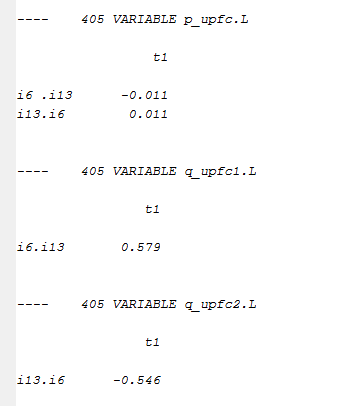 ---- 405 VARIABLE p_upfc.L
t1
i6 .i13 -0.011
i13.i6 0.011
---- 405 VARIABLE q_upfc1.L
t1
i6.i13 0.579
---- 405 VARIABLE q_upfc2.L
t1
i13.i6 -0.546